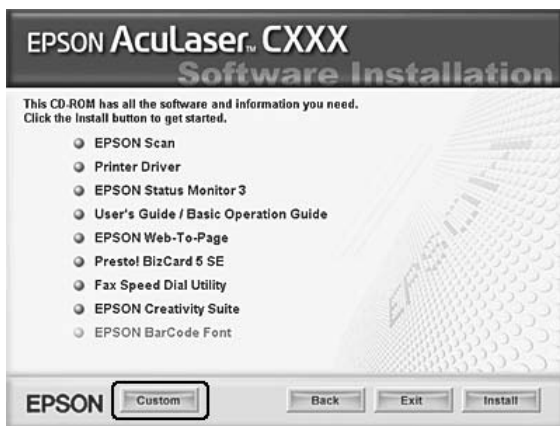 EPSON AcuLaser™ CXXX
Software Installation
This CD-ROM has all the software and information you need.
Click the Install button to get started.
EPSON Scan
Printer Driver
EPSON Status Monitor 3
User's Guide / Basic Operation Guide
EPSON Web-To-Page
Presto! BizCard 5 SE
Fax Speed Dial Utility
EPSON Creativity Suite
EPSON BarCode Font
EPSON
EPSON Custom Back Exit Install